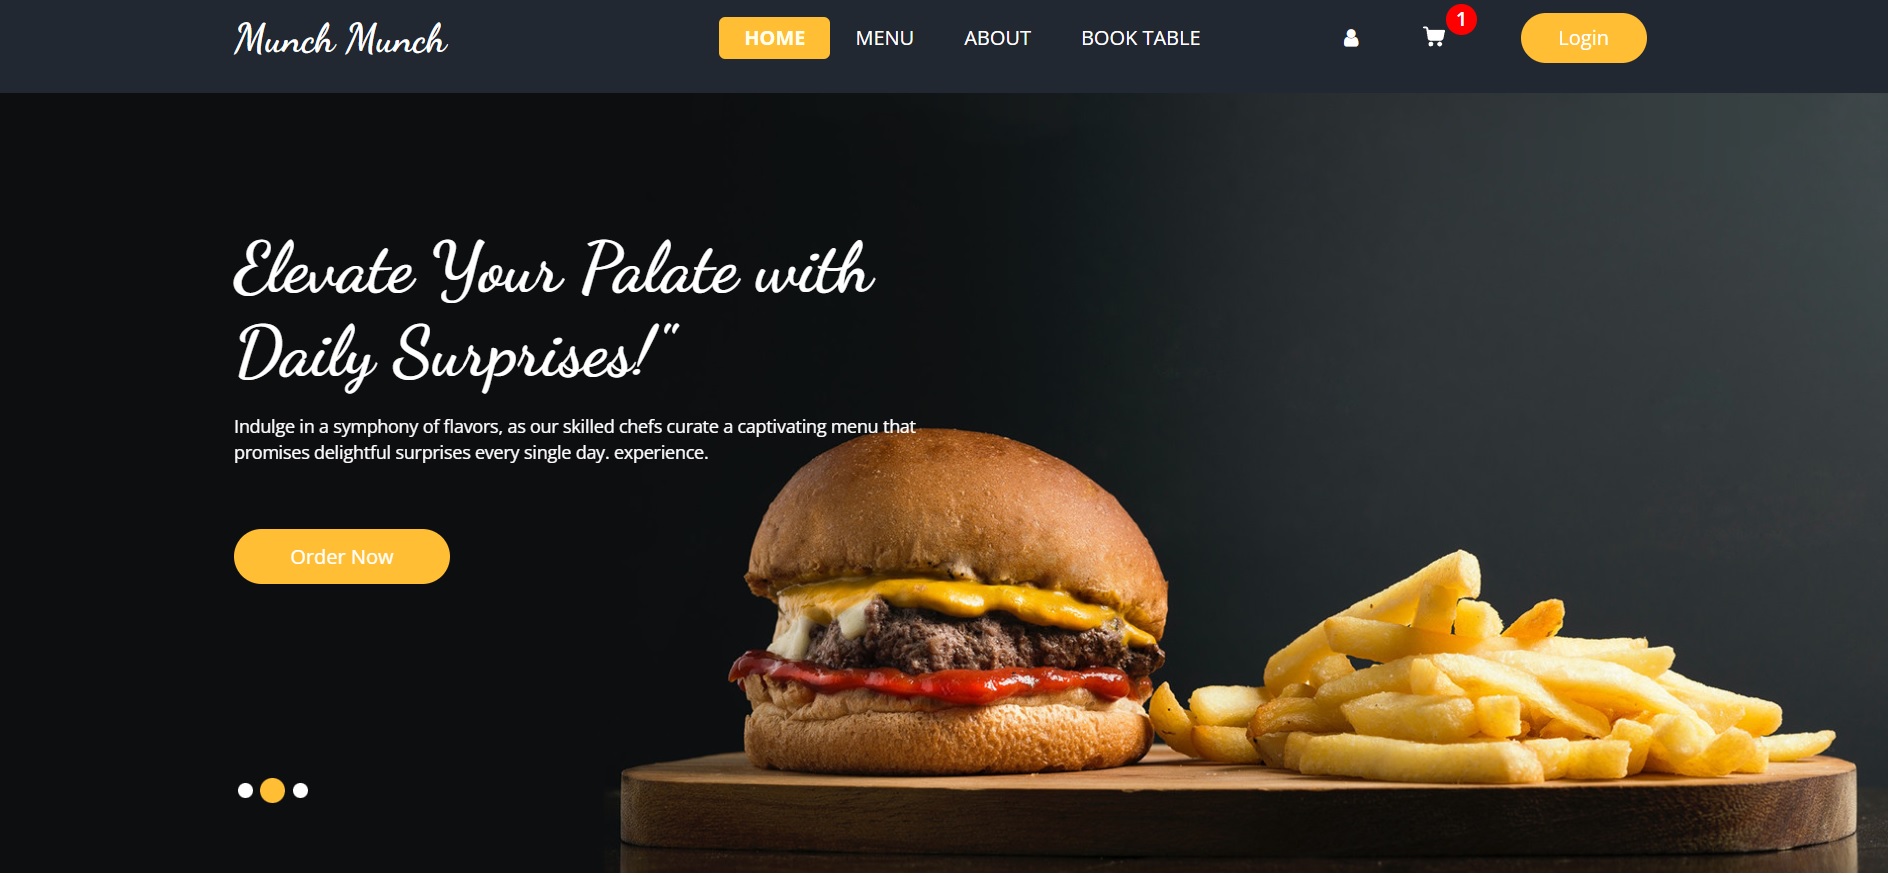 Munch Munch
HOME MENU ABOUT BOOK TABLE 1 Login
Elevate Your Palate with
Daily Surprises!"
Indulge in a symphony of flavors, as our skilled chefs curate a captivating menu that
promises delightful surprises every single day. experience.
Order Now